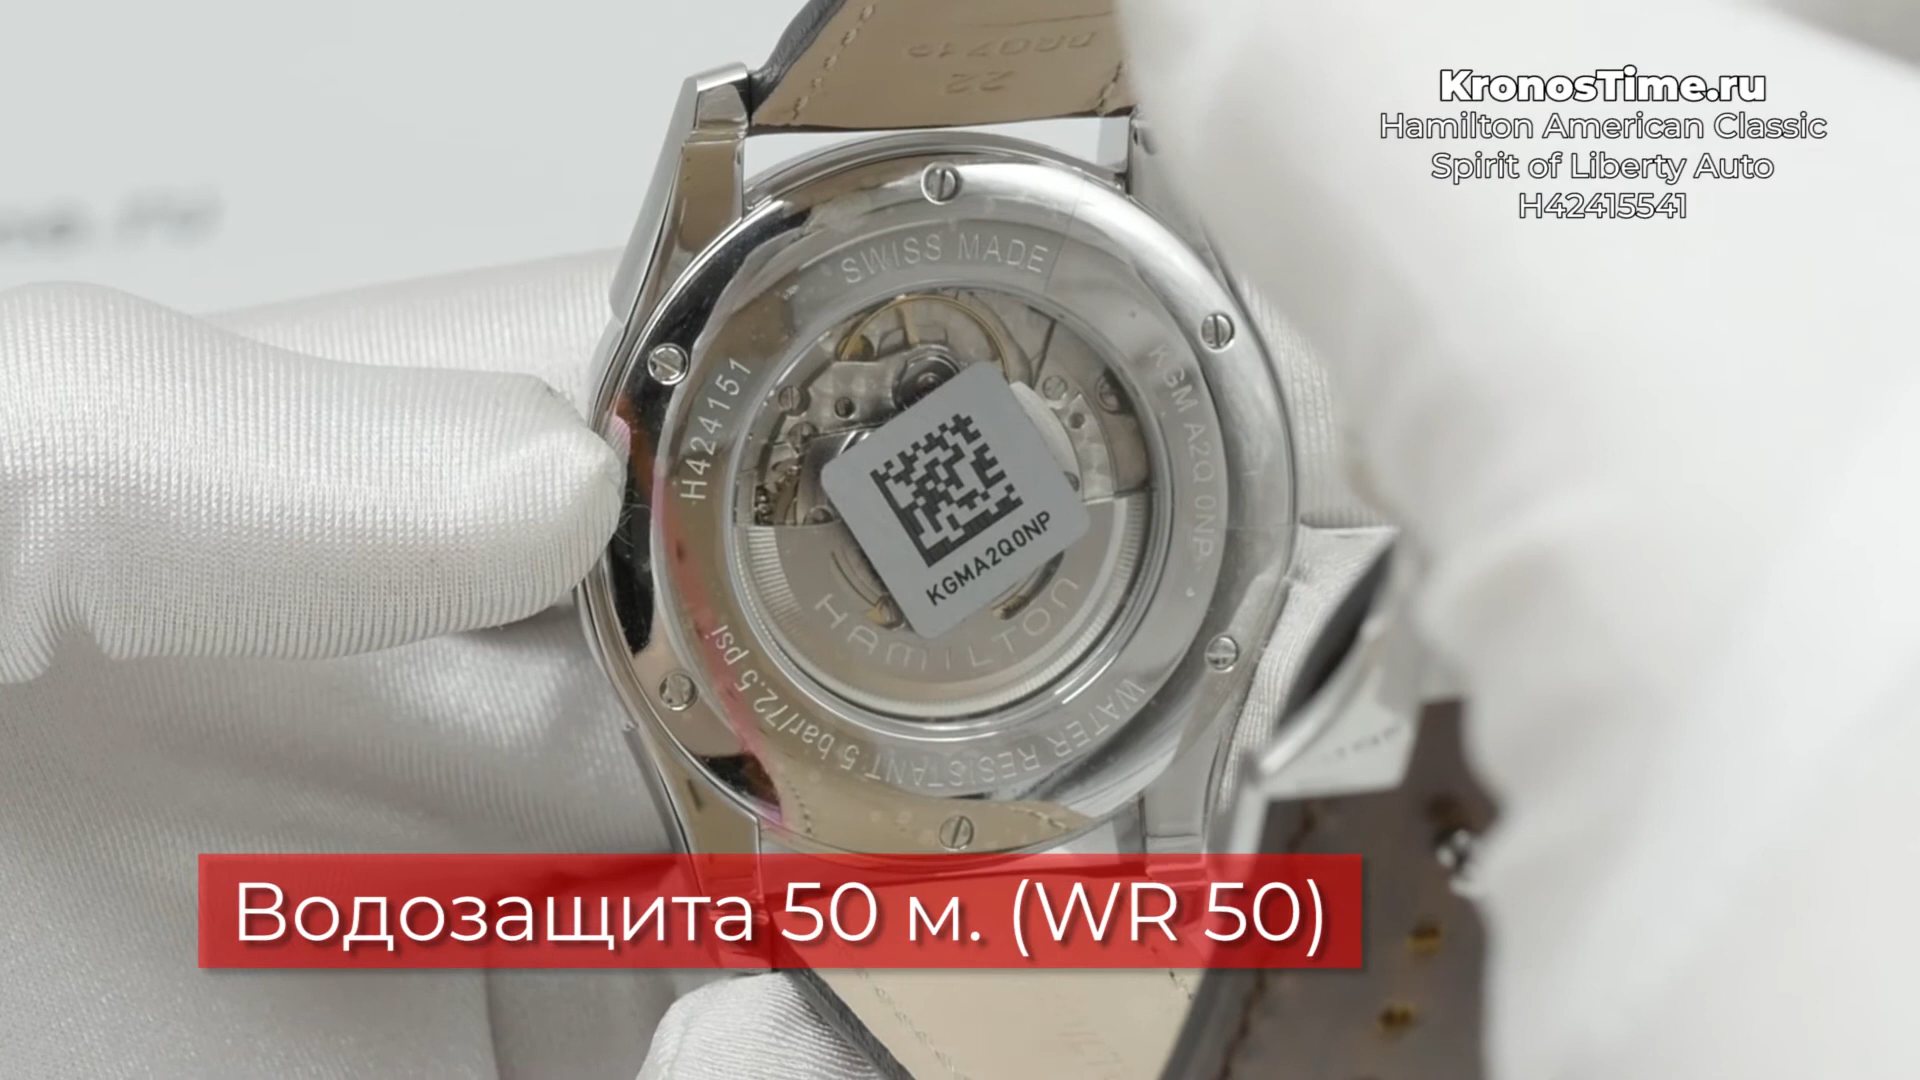 KronosTime.ru
Hamilton American Classic
Spirit of Liberty Auto
H42415541
22
SWISS MADE
H424151
KGM A2Q 0NP
KGMA2Q0NP
HAMILTON
WATER RESISTANT 5 bar/72.5 psi
Водозащита 50 м. (WR 50)